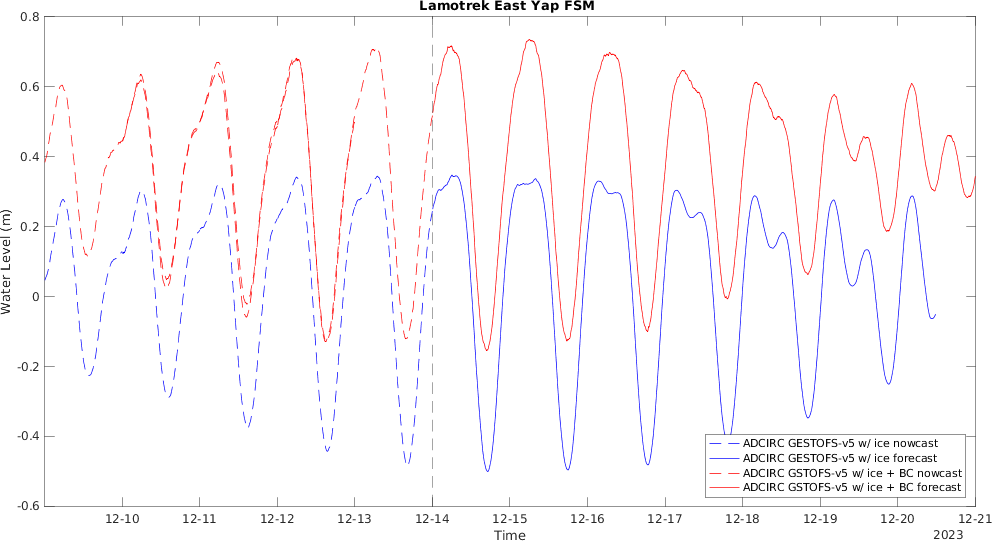 Lamotrek East Yap FSM
0.8
0.6
0.4
0.2
0
-0.2
-0.4
-0.6
Water Level (m)
ADCIRC GESTOFS-v5 w/ ice nowcast
ADCIRC GESTOFS-v5 w/ ice forecast
ADCIRC GSTOFS-v5 w/ ice + BC nowcast
ADCIRC GSTOFS-v5 w/ ice + BC forecast
12-10 12-11 12-12 12-13 12-14 12-15 12-16 12-17 12-18 12-19 12-20 12-21
Time
2023